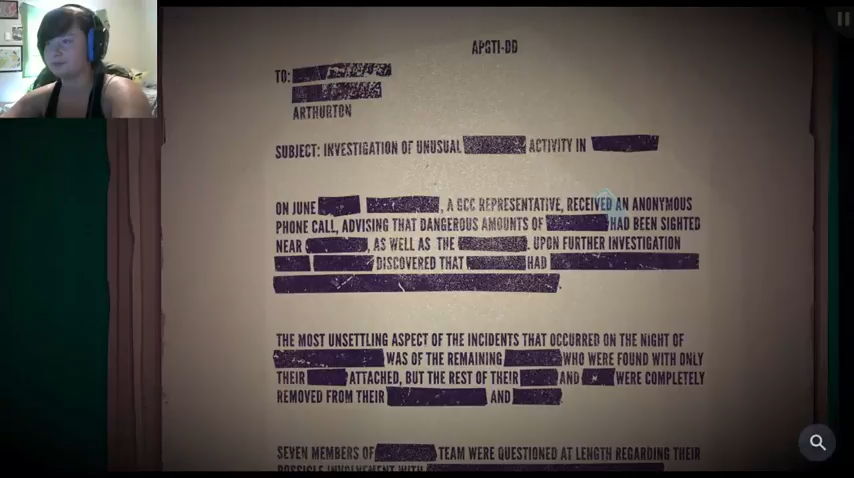 APGTI-DD
TO:
ARTHURTON
SUBJECT: INVESTIGATION OF UNUSUAL ACTIVITY IN
ON JUNE , A GCC REPRESENTATIVE, RECEIVED AN ANONYMOUS
PHONE CALL, ADVISING THAT DANGEROUS AMOUNTS OF HAD BEEN SIGHTED
NEAR , AS WELL AS THE . UPON FURTHER INVESTIGATION
DISCOVERED THAT HAD
.
THE MOST UNSETTLING ASPECT OF THE INCIDENTS THAT OCCURRED ON THE NIGHT OF
WAS OF THE REMAINING WHO WERE FOUND WITH ONLY
THEIR ATTACHED, BUT THE REST OF THEIR AND WERE COMPLETELY
REMOVED FROM THEIR AND .
SEVEN MEMBERS OF TEAM WERE QUESTIONED AT LENGTH REGARDING THEIR
POSSIBLE INVOLVEMENT WITH